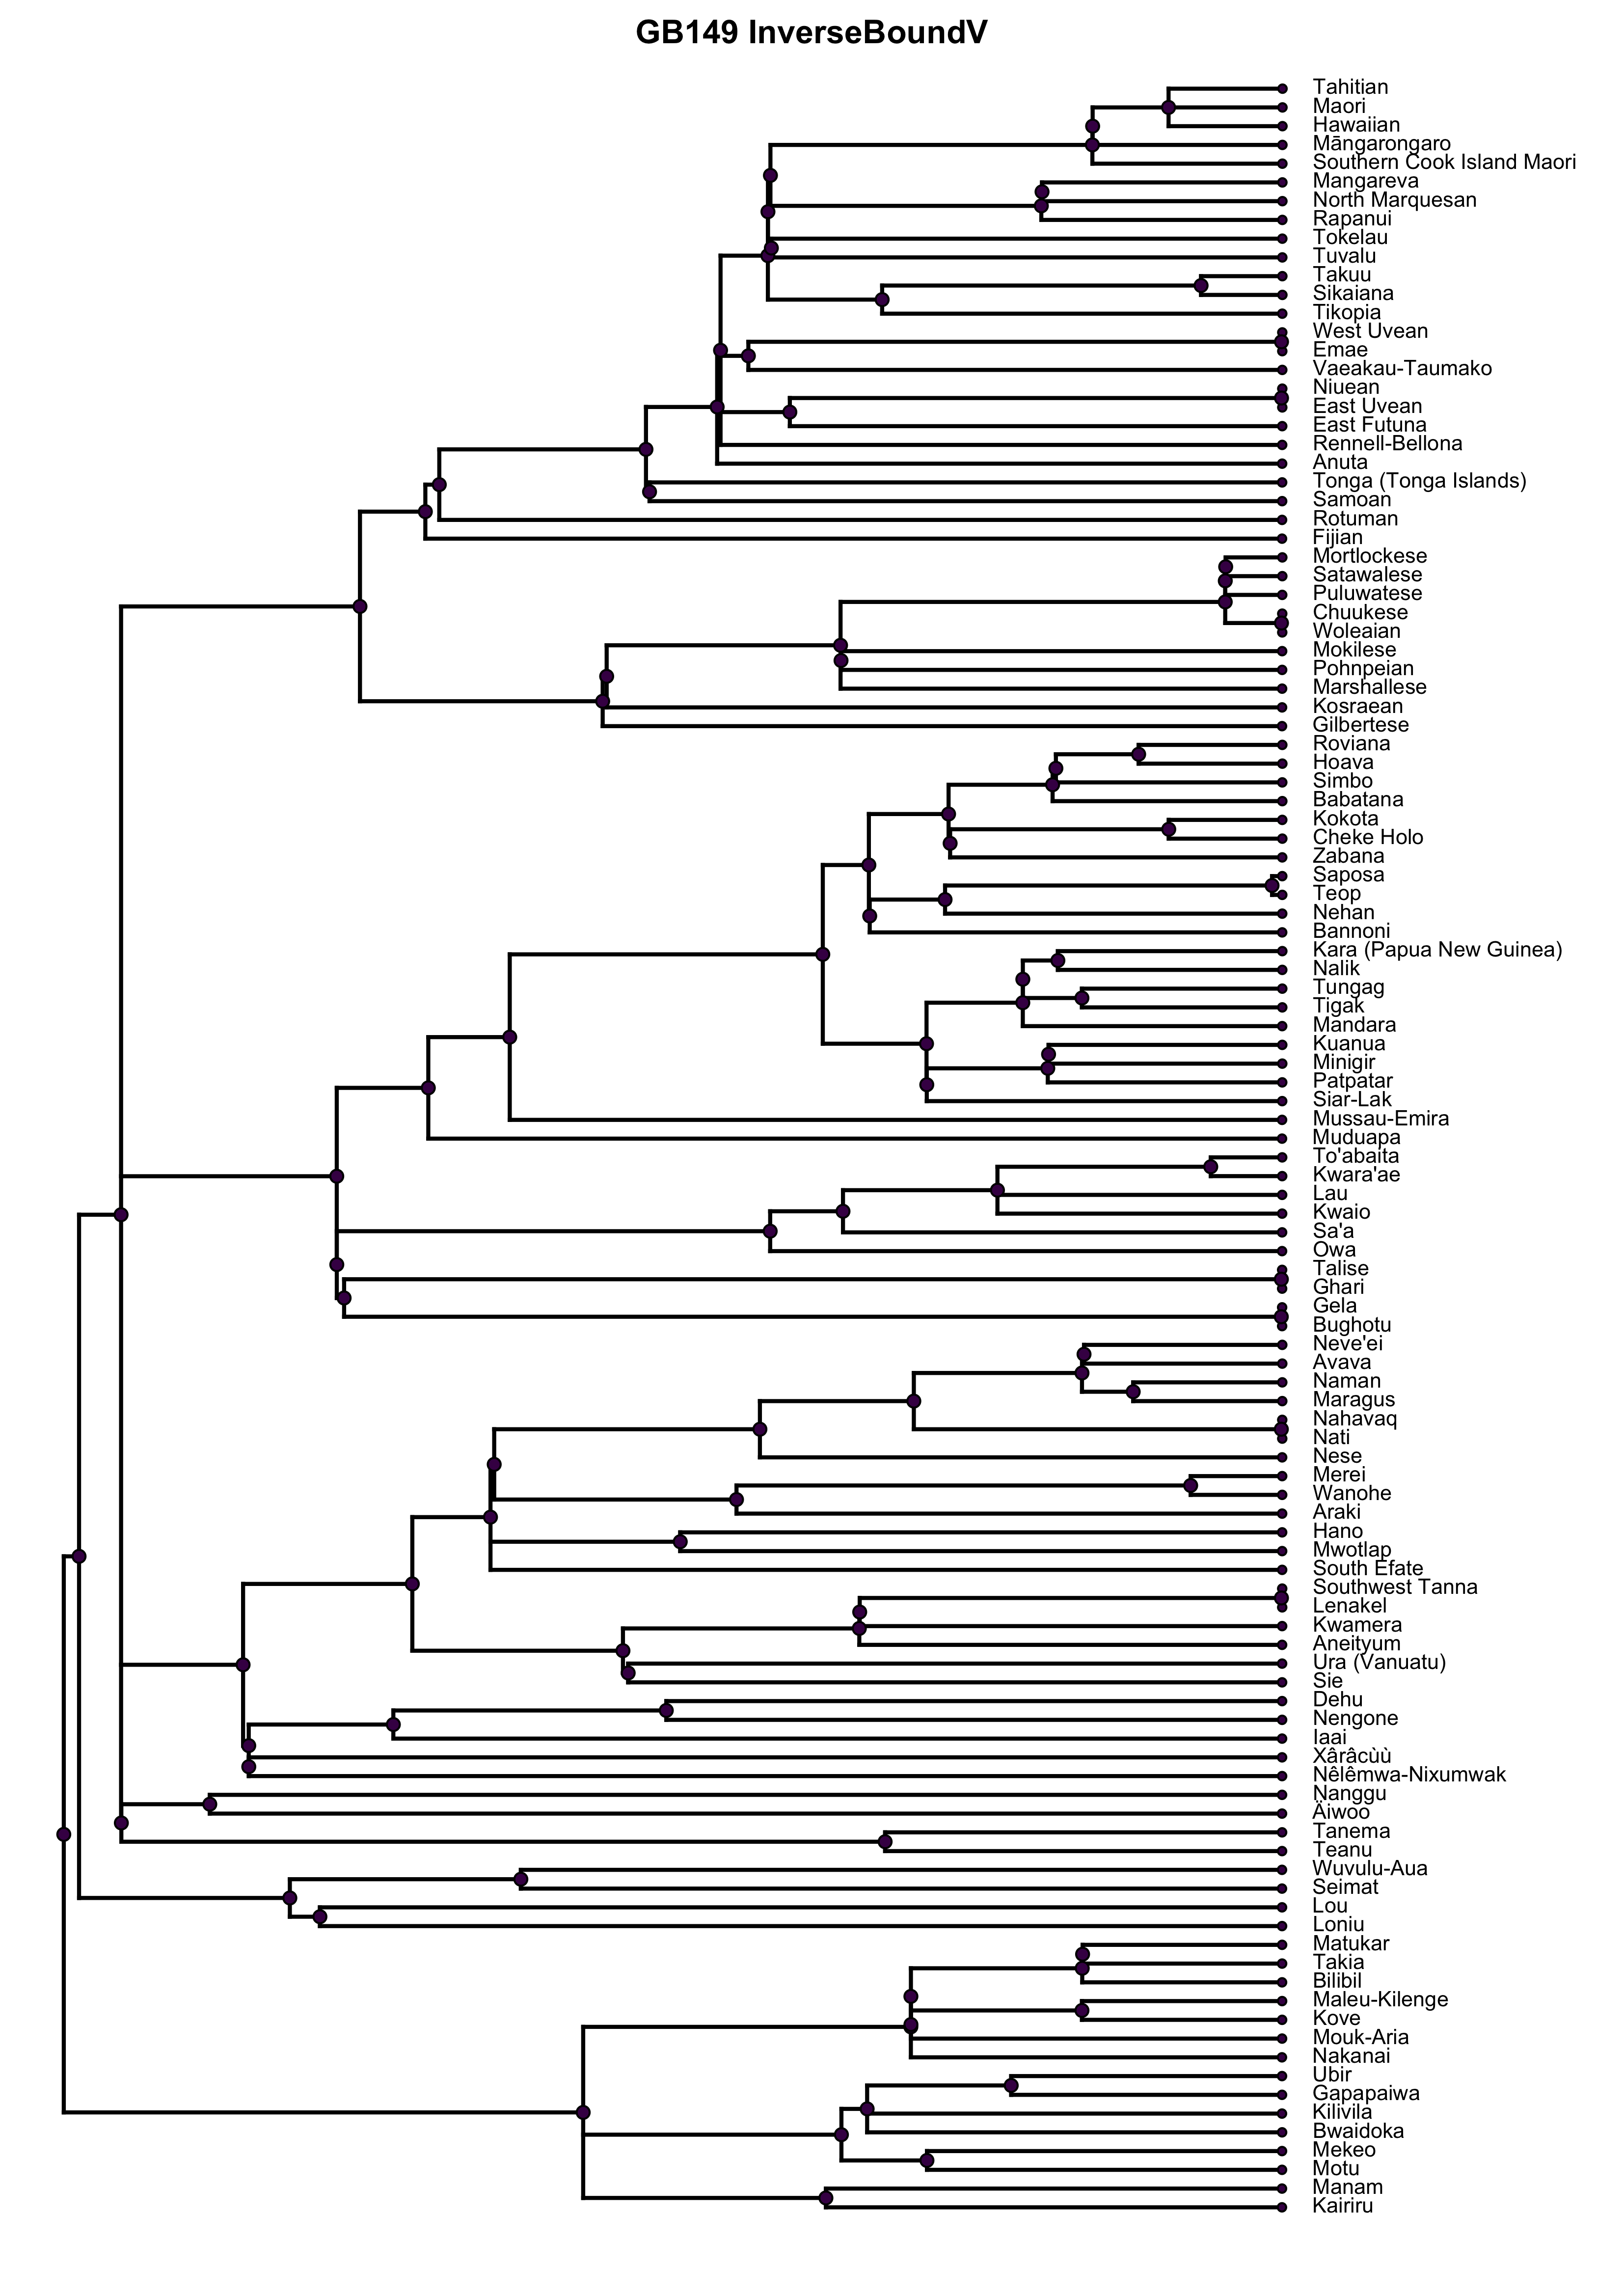 GB149 InverseBoundV
Tahitian
Maori
Hawaiian
Māngarongaro
Southern Cook Island Maori
Mangareva
North Marquesan
Rapanui
Tokelau
Tuvalu
Takuu
Sikaiana
Tikopia
West Uvean
Emae
Vaeakau-Taumako
Niuean
East Uvean
East Futuna
Rennell-Bellona
Anuta
Tonga (Tonga Islands)
Samoan
Rotuman
Fijian
Mortlockese
Satawalese
Puluwatese
Chuukese
Woleaian
Mokilese
Pohnpeian
Marshallese
Kosraean
Gilbertese
Roviana
Hoava
Simbo
Babatana
Kokota
Cheke Holo
Zabana
Saposa
Teop
Nehan
Bannoni
Kara (Papua New Guinea)
Nalik
Tungag
Tigak
Mandara
Kuanua
Minigir
Patpatar
Siar-Lak
Mussau-Emira
Muduapa
To'abaita
Kwara'ae
Lau
Kwaio
Sa'a
Owa
Talise
Ghari
Gela
Bughotu
Neve'ei
Avava
Naman
Maragus
Nahavaq
Nati
Nese
Merei
Wanohe
Araki
Hano
Mwotlap
South Efate
Southwest Tanna
Lenakel
Kwamera
Aneityum
Ura (Vanuatu)
Sie
Dehu
Nengone
Iaai
Xârâcùù
Nêlêmwa-Nixumwak
Nanggu
Äiwoo
Tanema
Teanu
Wuvulu-Aua
Seimat
Lou
Loniu
Matukar
Takia
Bilibil
Maleu-Kilenge
Kove
Mouk-Aria
Nakanai
Ubir
Gapapaiwa
Kilivila
Bwaidoka
Mekeo
Motu
Manam
Kairiru